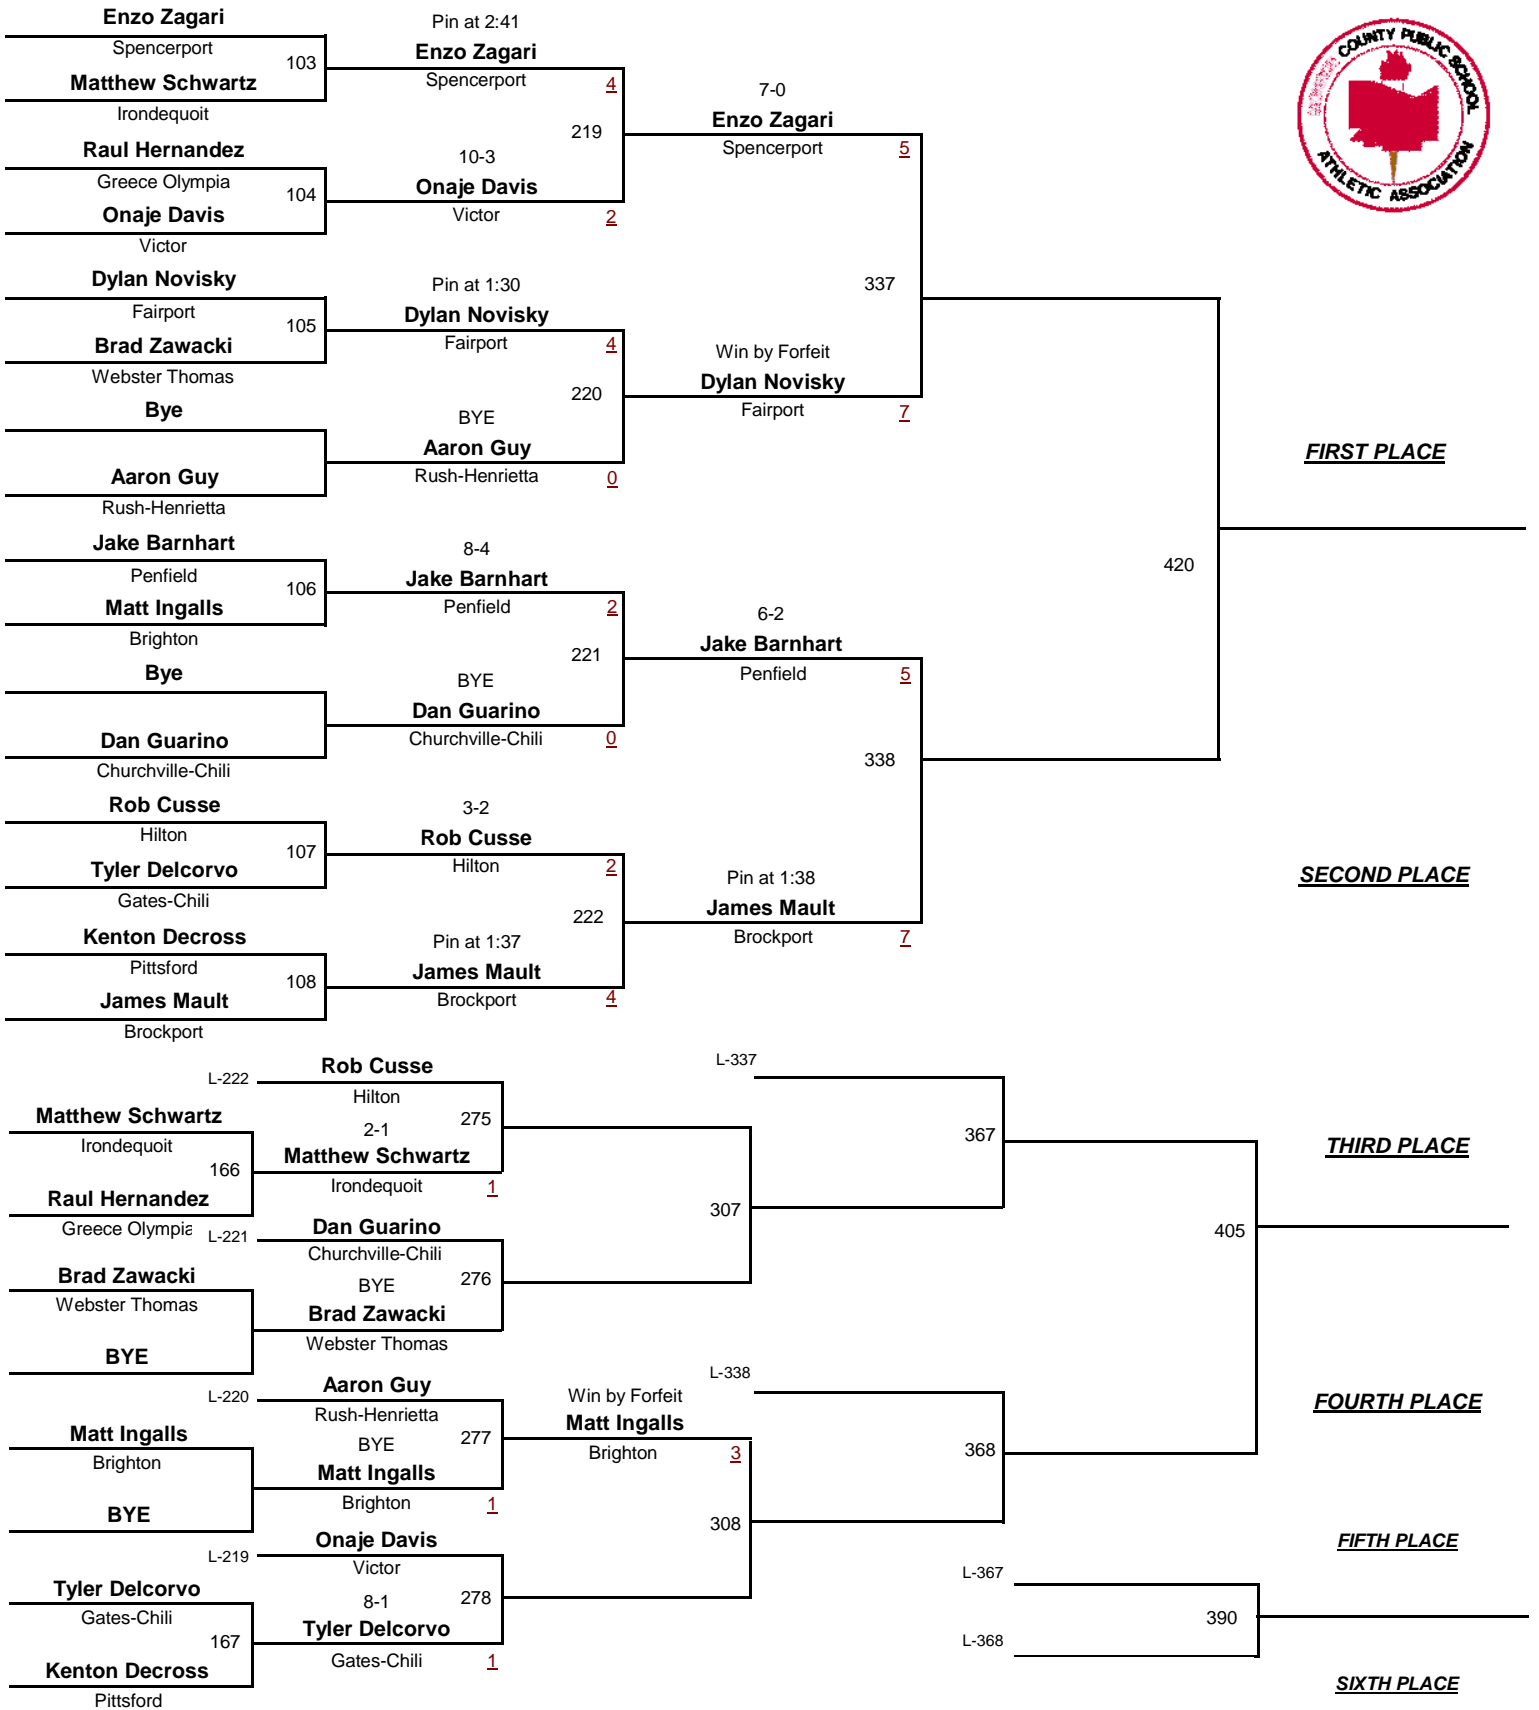 Enzo Zagari
Spencerport
103
Matthew Schwartz
Irondequoit
Raul Hernandez
Greece Olympia
104
Onaje Davis
Victor
Dylan Novisky
Fairport
105
Brad Zawacki
Webster Thomas
Bye
Aaron Guy
Rush-Henrietta
Jake Barnhart
Penfield
106
Matt Ingalls
Brighton
Bye
Dan Guarino
Churchville-Chili
Rob Cusse
Hilton
107
Tyler Delcorvo
Gates-Chili
Kenton Decross
Pittsford
108
James Mault
Brockport
Pin at 2:41
Enzo Zagari
Spencerport
4
219
10-3
Onaje Davis
Victor
2
Pin at 1:30
Dylan Novisky
Fairport
4
220
BYE
Aaron Guy
Rush-Henrietta
0
8-4
Jake Barnhart
Penfield
2
221
BYE
Dan Guarino
Churchville-Chili
0
3-2
Rob Cusse
Hilton
2
222
Pin at 1:37
James Mault
Brockport
4
7-0
Enzo Zagari
Spencerport
5
337
Win by Forfeit
Dylan Novisky
Fairport
7
6-2
Jake Barnhart
Penfield
5
338
Pin at 1:38
James Mault
Brockport
7
420
COUNTY PUBLIC SCHOOL
ATHLETIC ASSOCIATION
FIRST PLACE
SECOND PLACE
L-222
Rob Cusse
Hilton
275
Matthew Schwartz
Irondequoit
166
Raul Hernandez
Greece Olympia
2-1
Matthew Schwartz
Irondequoit
1
L-221
Dan Guarino
Churchville-Chili
276
Brad Zawacki
Webster Thomas
BYE
BYE
Brad Zawacki
Webster Thomas
L-220
Aaron Guy
Rush-Henrietta
277
Matt Ingalls
Brighton
BYE
BYE
Matt Ingalls
Brighton
1
L-219
Onaje Davis
Victor
278
Tyler Delcorvo
Gates-Chili
167
Kenton Decross
Pittsford
8-1
Tyler Delcorvo
Gates-Chili
1
307
Win by Forfeit
Matt Ingalls
Brighton
3
308
L-337
367
L-338
368
405
THIRD PLACE
FOURTH PLACE
FIFTH PLACE
L-367
390
L-368
SIXTH PLACE